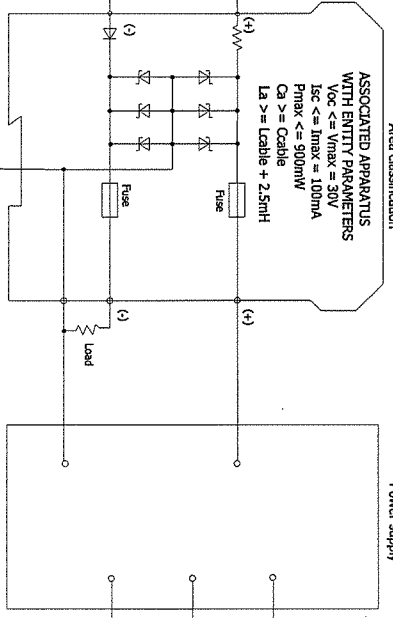 Area classification
Power supply
ASSOCIATED APPARATUS
WITH ENTITY PARAMETERS
Voc <= Vmax = 30V
Isc <= Imax = 100mA
Pmax <= 900mW
Ca >= Ccable
La >= Lcable + 2.5mH
(-)
(+)
Fuse
Fuse
(-)
(+)
Load